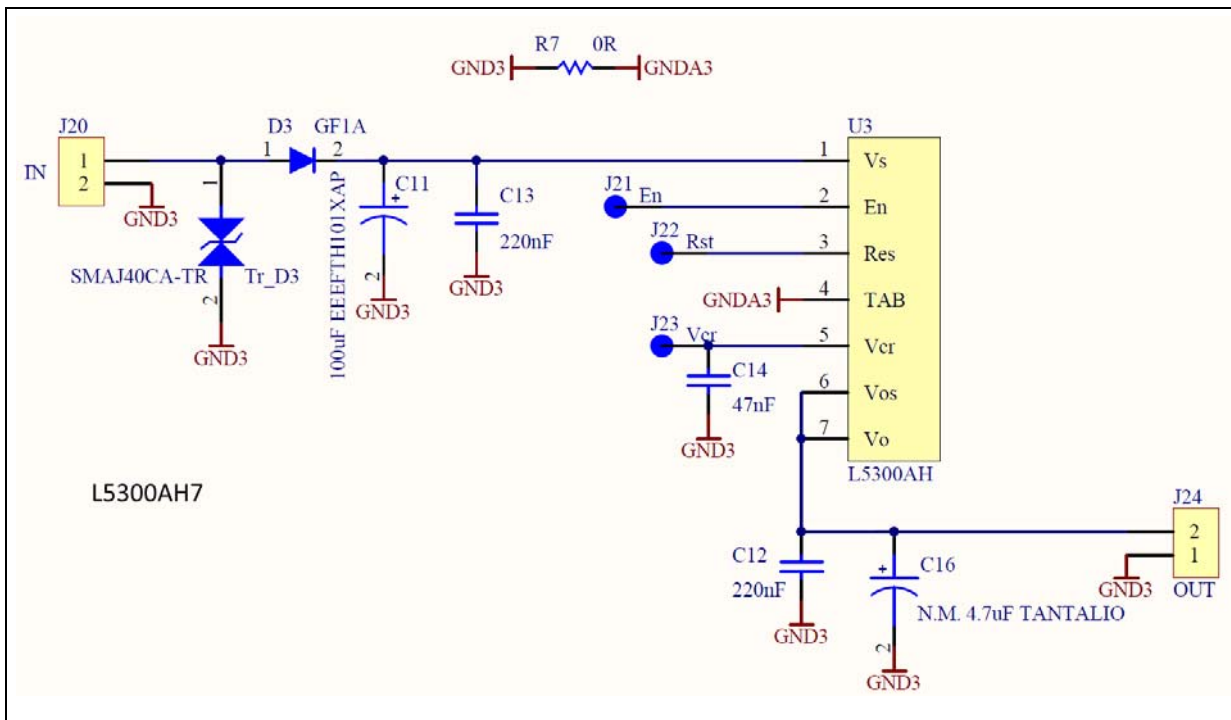 R7 0R
GND3 GNDA3
J20
D3 GF1A
U3
IN
1
2
1
2
1 Vs
GND3
1
C11
C13
220nF
J21 En
2 En
J22 Rst
3 Res
SMAJ40CA-TR Tr_D3
2
GND3
100uF EEEFTH101XAP
+
2
GND3
GND3
GNDA3
4 TAB
J23 Vcr
5 Vcr
C14
47nF
GND3
6 Vos
7 Vo
L5300AH
L5300AH7
J24
2
1
C12
220nF
GND3
+
C16
N.M. 4.7uF TANTALIO
2
GND3
GND3
OUT